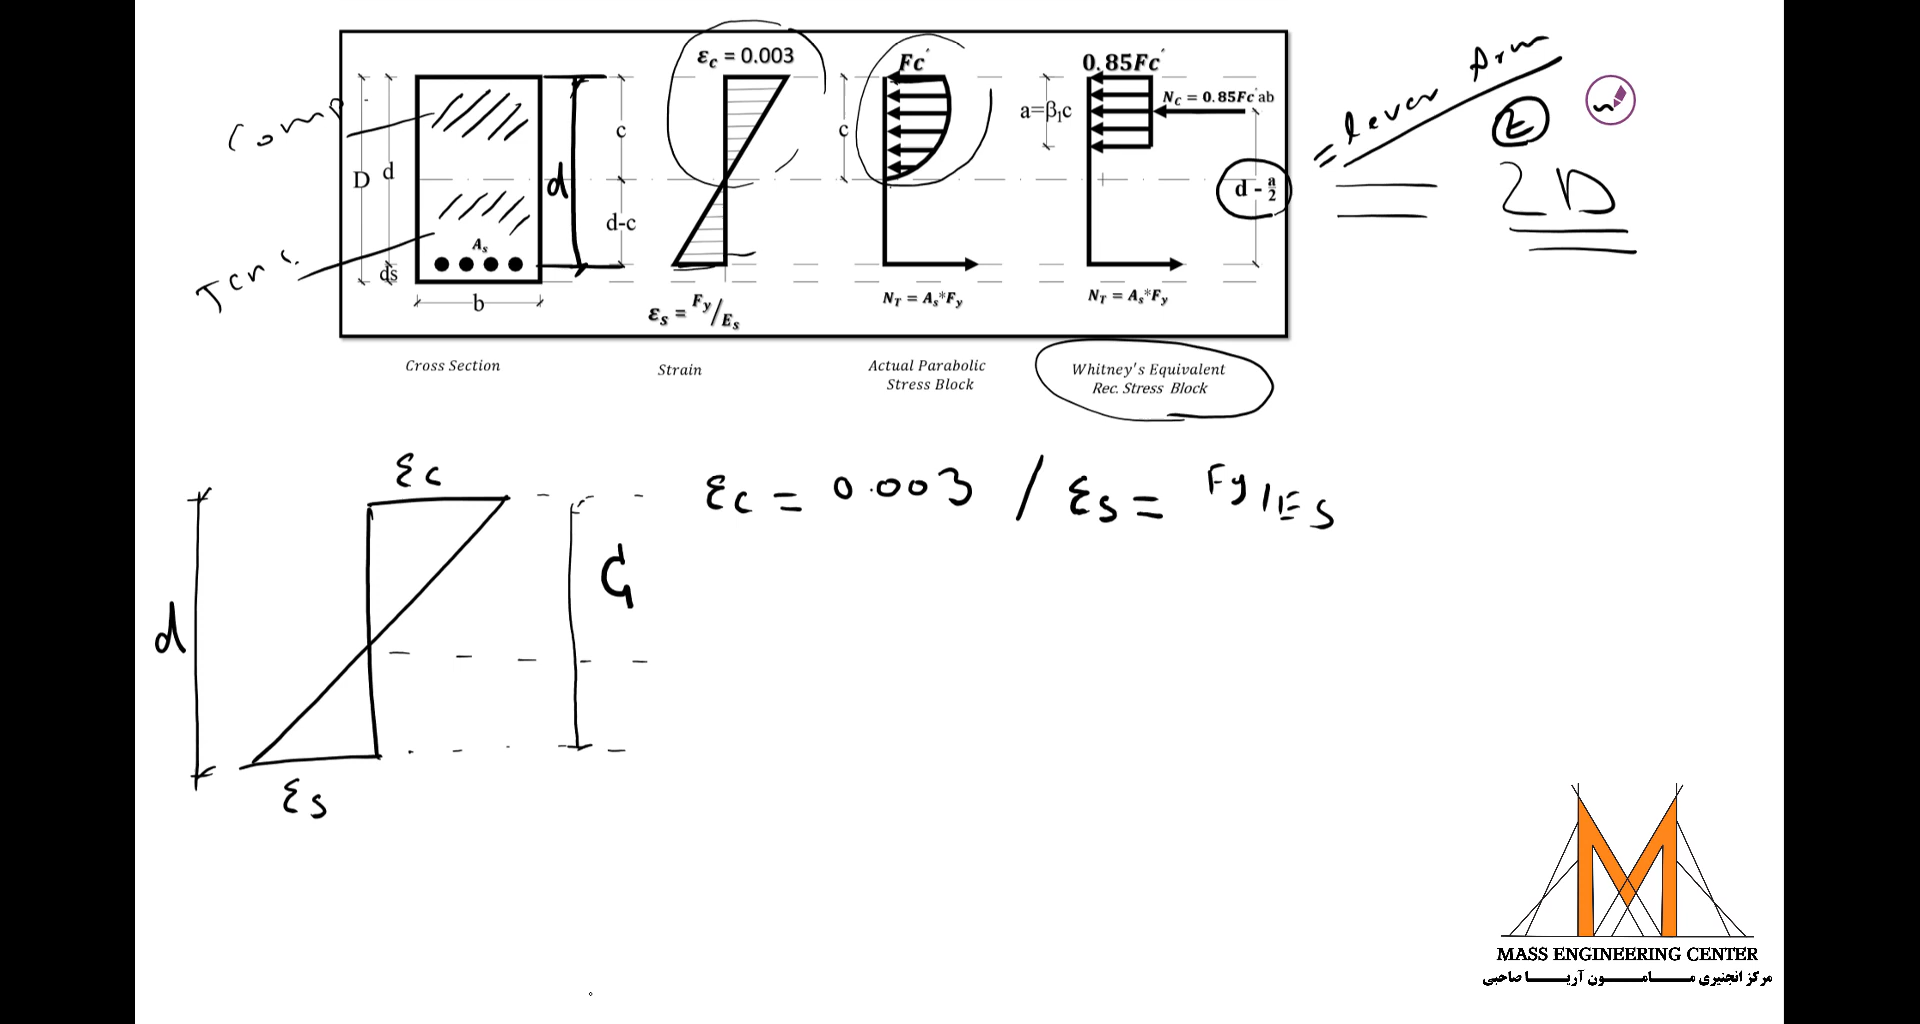 εc = 0.003
Fc′
0.85Fc′
a=β₁c
Nc = 0.85Fc′ab
D
d
d
c
c
d-c
d - a/2
As
ds
b
εs = Fy/Es
NT = As*Fy
NT = As*Fy
Cross Section
Strain
Actual Parabolic
Stress Block
Whitney's Equivalent
Rec. Stress Block
Comp
Tens.
= lever Arm
2D
εc
εc = 0.003 / εs = Fy/Es
d
εs
MASS ENGINEERING CENTER
مرکز انجنیری مـــــامـــــون آریـــــا صاحبی